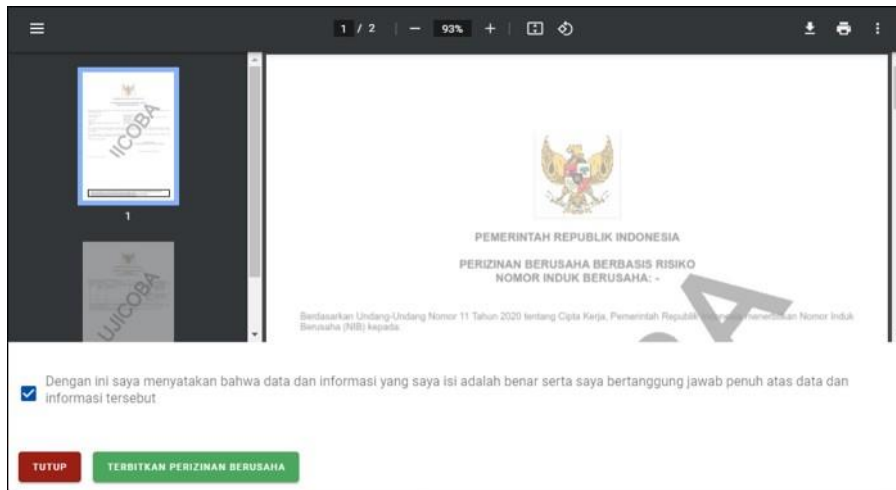 1 / 2
93%
UJICOBA
1
UJICOBA
PEMERINTAH REPUBLIK INDONESIA
PERIZINAN BERUSAHA BERBASIS RISIKO
NOMOR INDUK BERUSAHA: -
Berdasarkan Undang-Undang Nomor 11 Tahun 2020 tentang Cipta Kerja, Pemerintah Republik Indonesia menerbitkan Nomor Induk
Berusaha (NIB) kepada:
Dengan ini saya menyatakan bahwa data dan informasi yang saya isi adalah benar serta saya bertanggung jawab penuh atas data dan
informasi tersebut
TUTUP
TERBITKAN PERIZINAN BERUSAHA